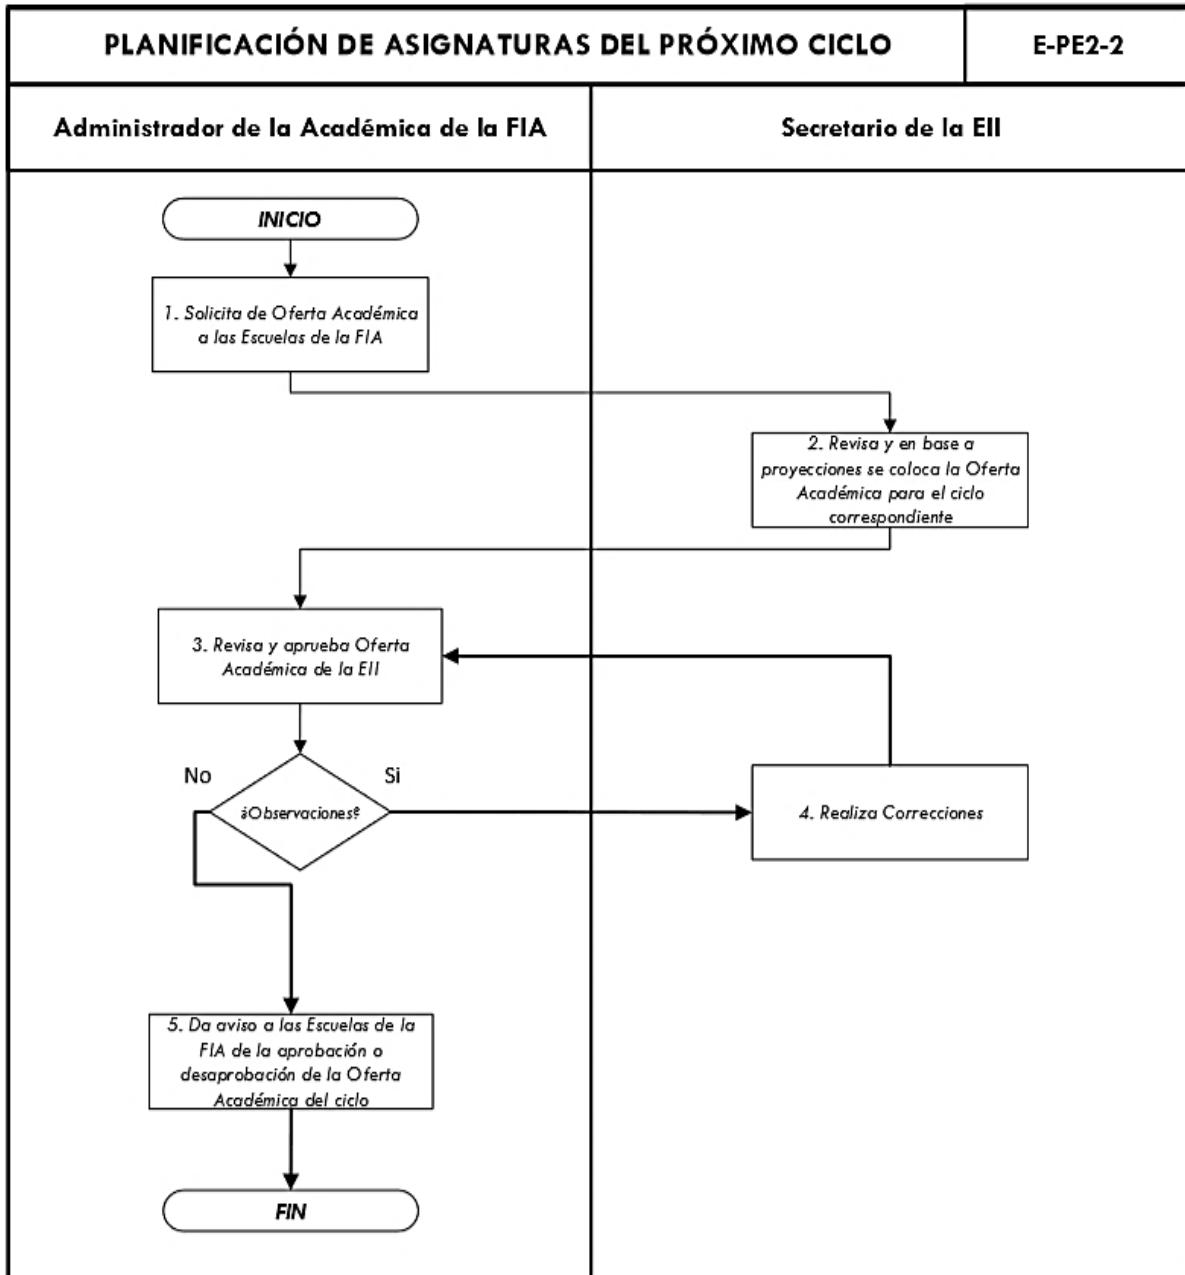 PLANIFICACIÓN DE ASIGNATURAS DEL PRÓXIMO CICLO
E-PE2-2
Administrador de la Académica de la FIA
Secretario de la EII
INICIO
1. Solicita de Oferta Académica
a las Escuelas de la FIA
2. Revisa y en base a
proyecciones se coloca la Oferta
Académica para el ciclo
correspondiente
3. Revisa y aprueba Oferta
Académica de la EII
No
Si
¿Observaciones?
4. Realiza Correcciones
5. Da aviso a las Escuelas de la
FIA de la aprobación o
desaprobación de la Oferta
Académica del ciclo
FIN